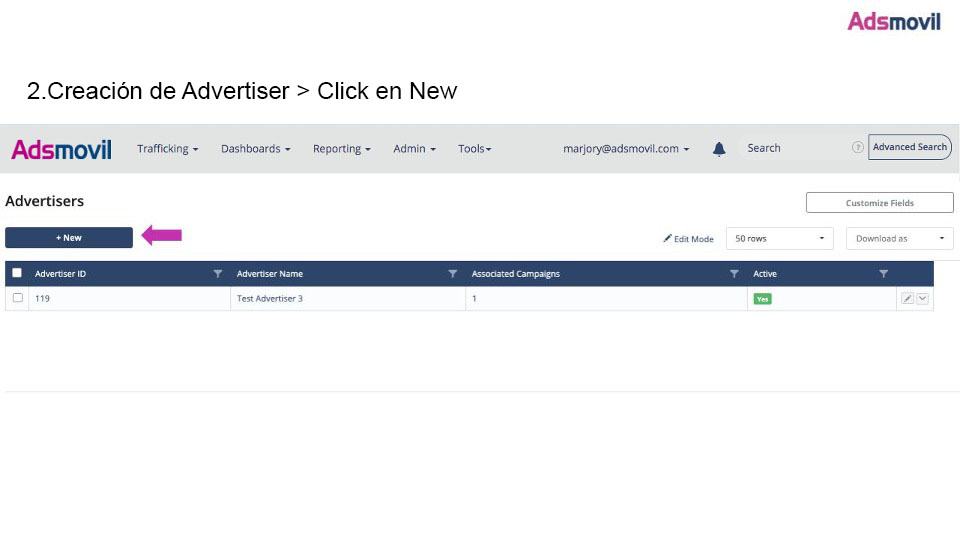 Adsmovil
2.Creación de Advertiser > Click en New
Adsmovil Trafficking Dashboards Reporting Admin Tools marjory@adsmovil.com Search ? Advanced Search
Advertisers
Customize Fields
+ New
Edit Mode 50 rows Download as
Advertiser ID Advertiser Name Associated Campaigns Active
119 Test Advertiser 3 1 Yes